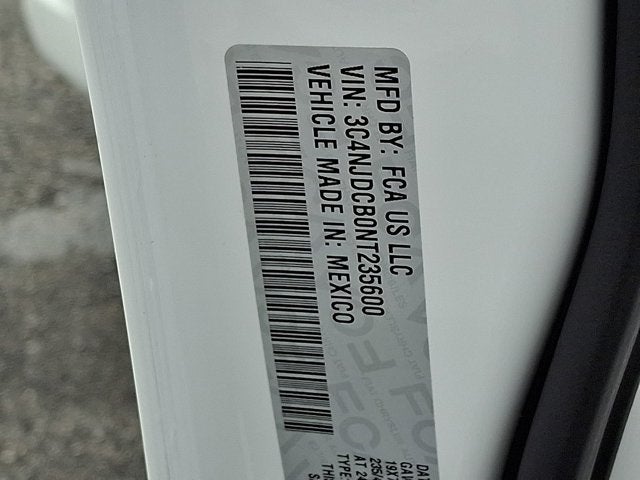 MFD BY: FCA US LLC
VIN: 3C4NJDCB0NT235600
VEHICLE MADE IN: MEXICO